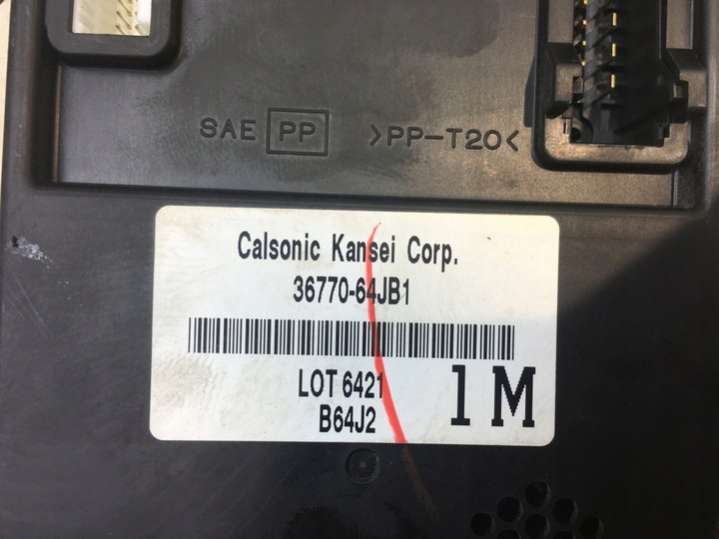 SAE PP >PP-T20<
Calsonic Kansei Corp.
36770-64JB1
LOT 6421
B64J2
1M